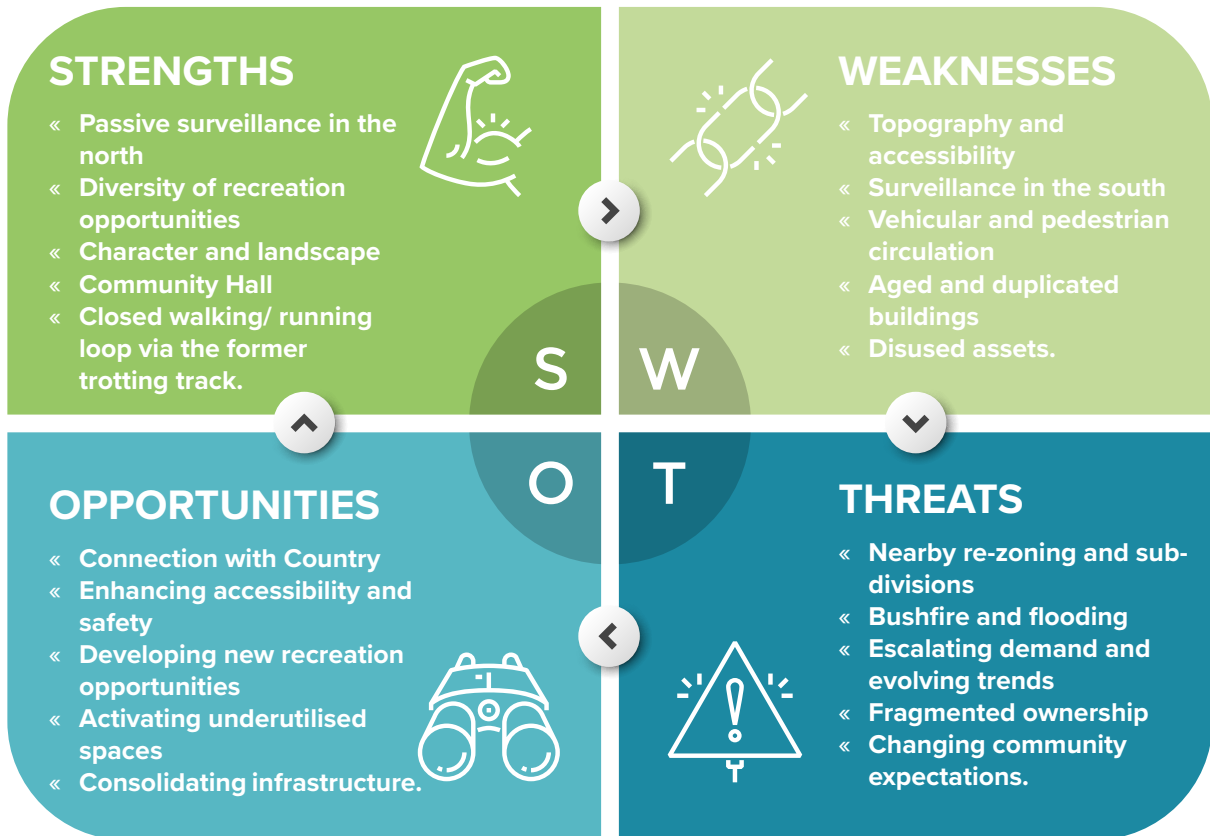 STRENGTHS
« Passive surveillance in the
north
« Diversity of recreation
opportunities
« Character and landscape
« Community Hall
« Closed walking/ running
loop via the former
trotting track.
S
WEAKNESSES
« Topography and
accessibility
« Surveillance in the south
« Vehicular and pedestrian
circulation
« Aged and duplicated
buildings
« Disused assets.
W
OPPORTUNITIES
« Connection with Country
« Enhancing accessibility and
safety
« Developing new recreation
opportunities
« Activating underutilised
spaces
« Consolidating infrastructure.
O
THREATS
« Nearby re-zoning and sub-
divisions
« Bushfire and flooding
« Escalating demand and
evolving trends
« Fragmented ownership
« Changing community
expectations.
T